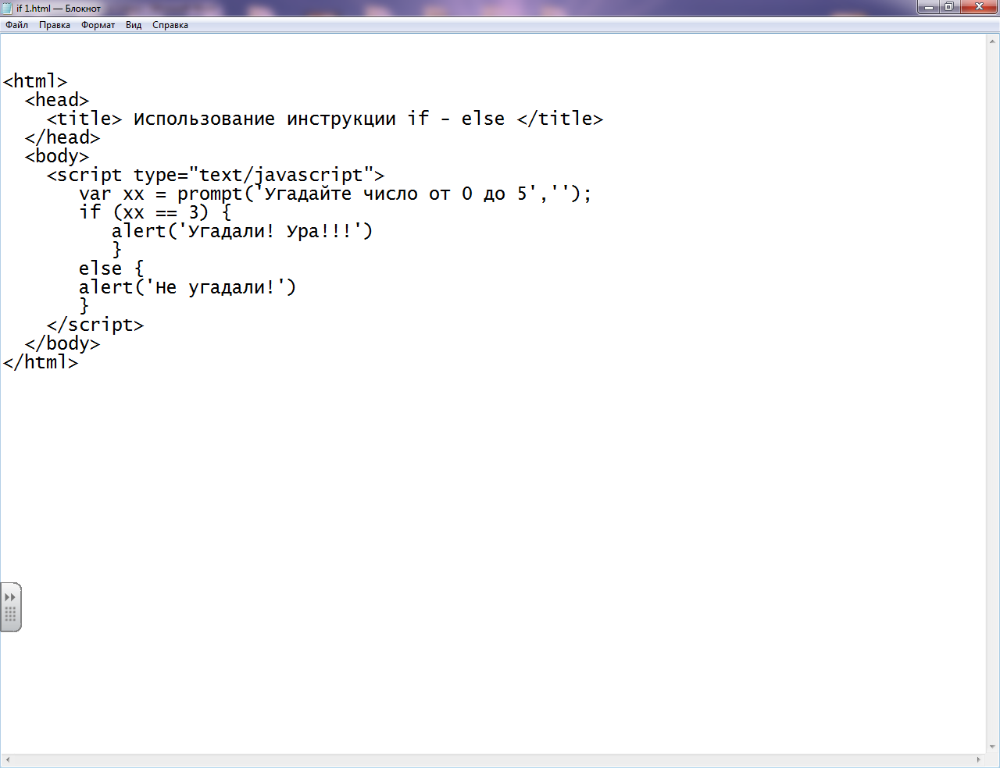 if 1.html — Блокнот
Файл Правка Формат Вид Справка
<html>
  <head>
    <title> Использование инструкции if - else </title>
  </head>
  <body>
    <script type="text/javascript">
       var xx = prompt('Угадайте число от 0 до 5','');
       if (xx == 3) {
          alert('Угадали! Ура!!!')
          }
       else {
       alert('Не угадали!')
       }
    </script>
  </body>
</html>